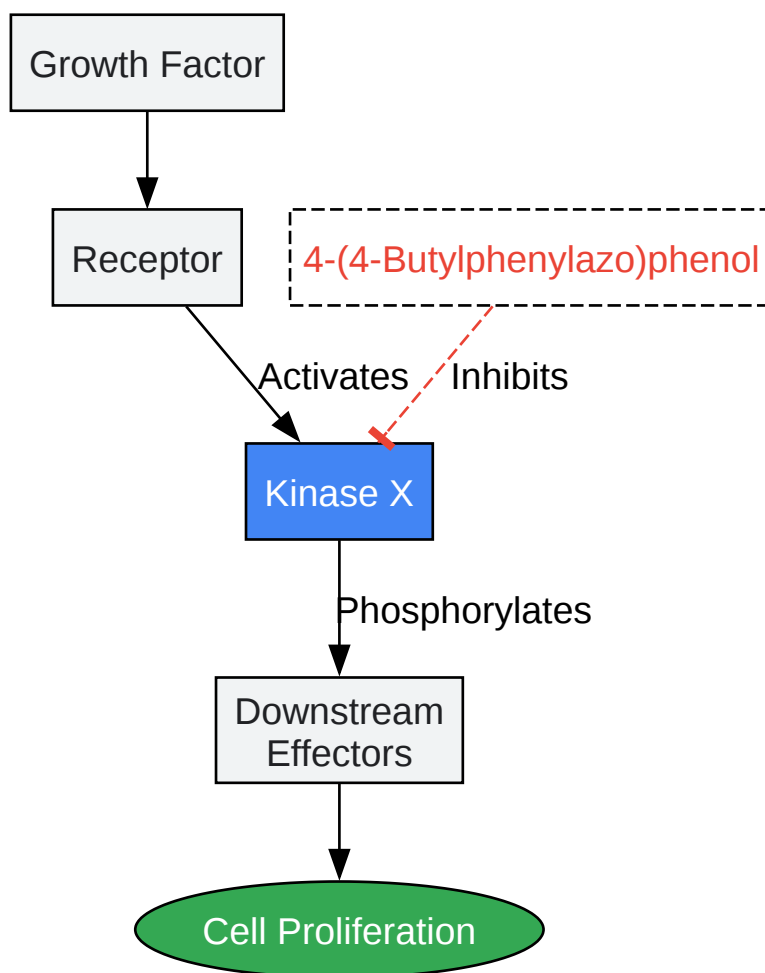 Growth Factor
Receptor
4-(4-Butylphenylazo)phenol
Activates
Inhibits
Kinase X
Phosphorylates
Downstream
Effectors
Cell Proliferation